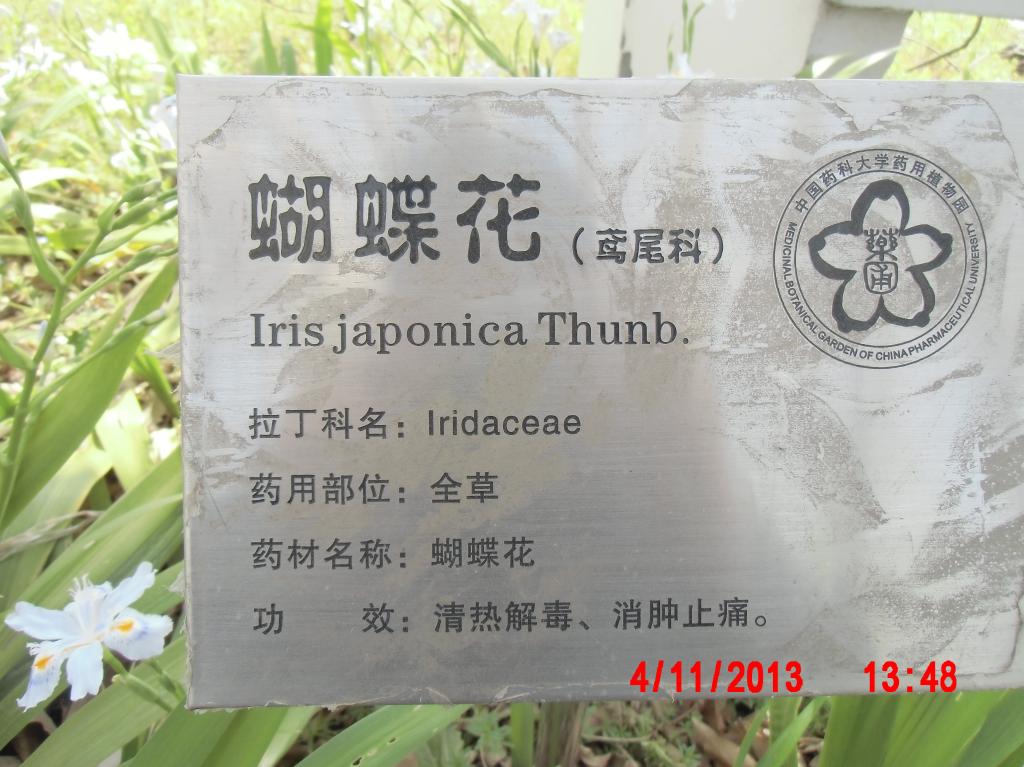 蝴蝶花（鸢尾科）
中国药科大学药用植物园
MEDICINAL BOTANICAL GARDEN OF CHINA PHARMACEUTICAL UNIVERSITY
Iris japonica Thunb.
拉丁科名：Iridaceae
药用部位：全草
药材名称：蝴蝶花
功 效：清热解毒、消肿止痛。
4/11/2013 13:48